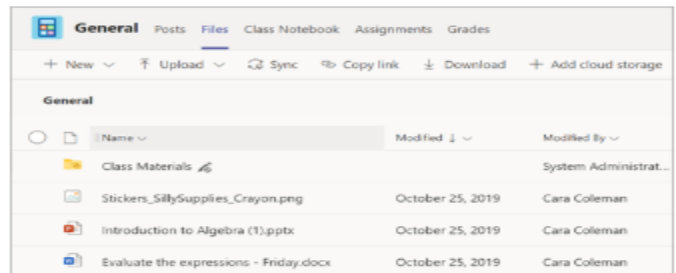 General Posts Files Class Notebook Assignments Grades
+ New Upload Sync Copy link Download + Add cloud storage
General
Name Modified ↓ Modified By
Class Materials System Administrat...
Stickers_SillySupplies_Crayon.png October 25, 2019 Cara Coleman
Introduction to Algebra (1).pptx October 25, 2019 Cara Coleman
Evaluate the expressions - Friday.docx October 25, 2019 Cara Coleman